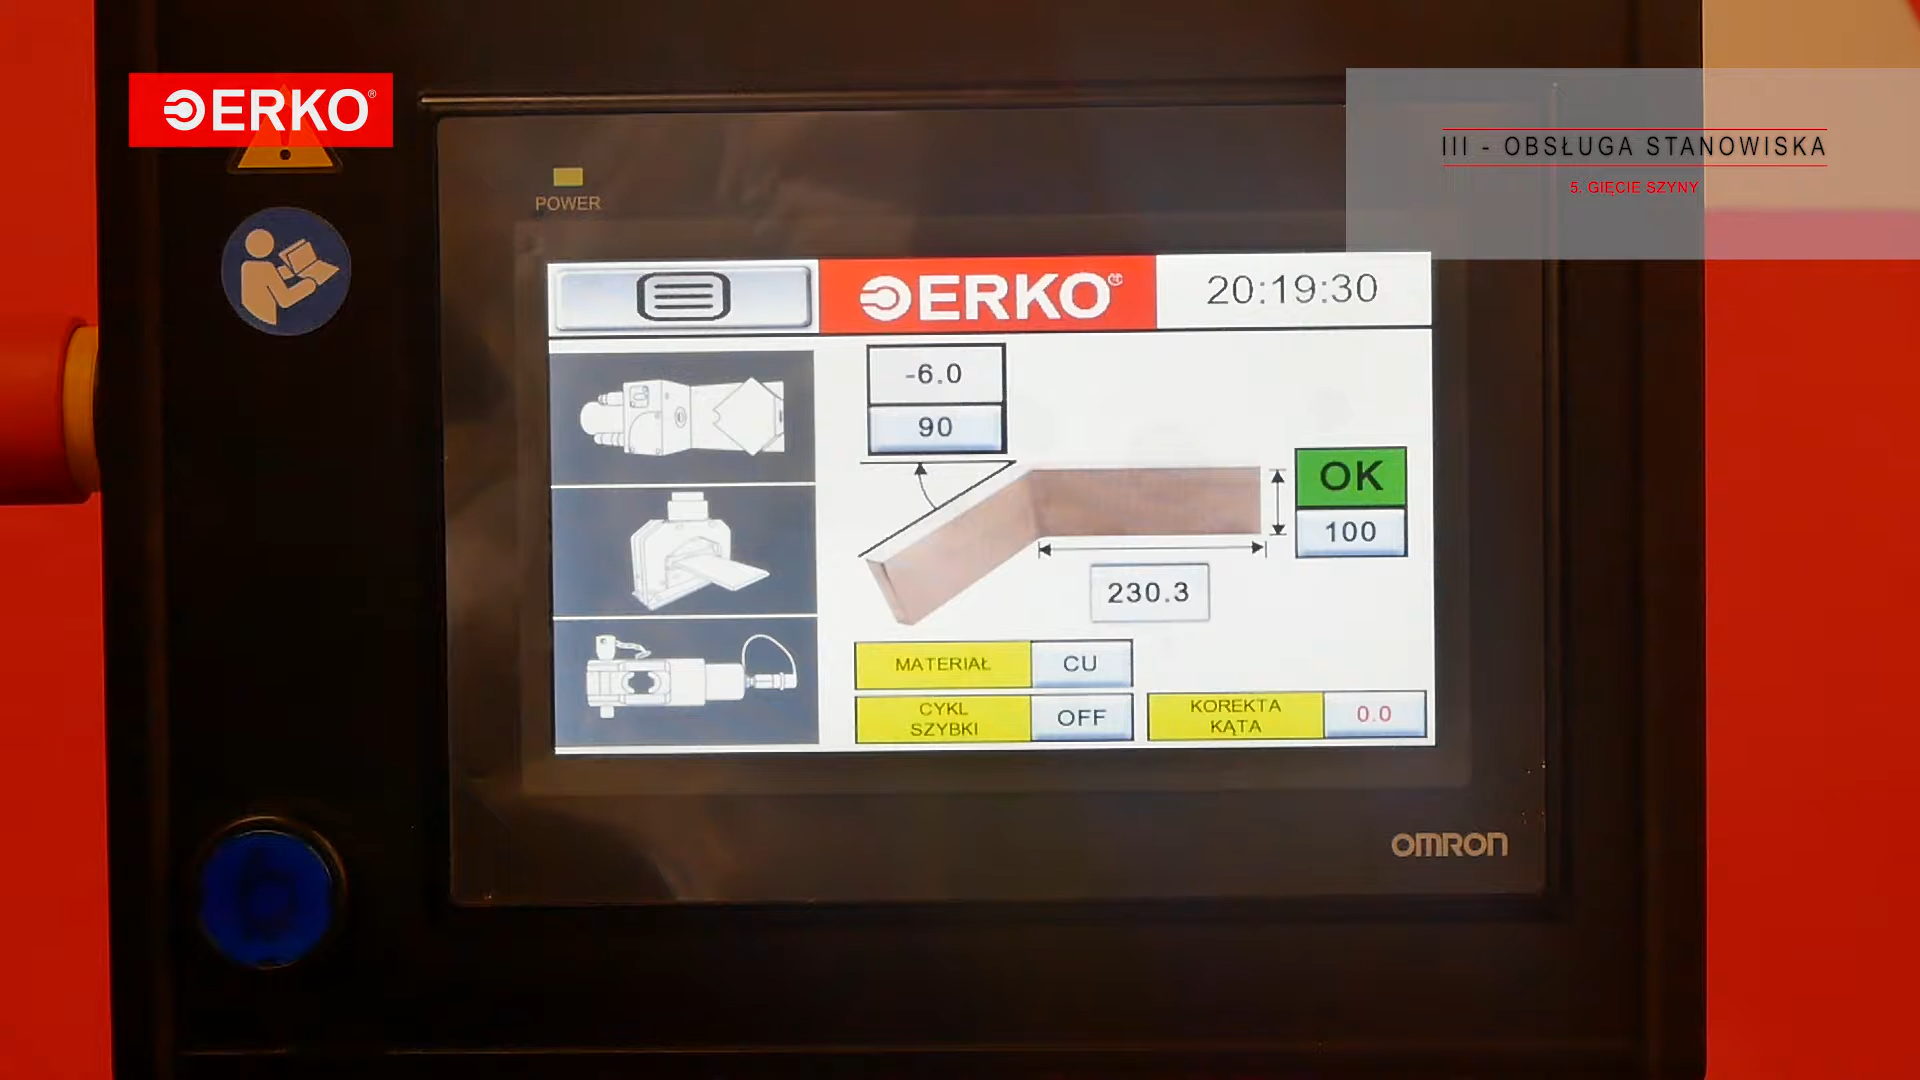 ERKO®
III - OBSŁUGA STANOWISKA
5. GIĘCIE SZYNY
POWER
ERKO®
20:19:30
-6.0
90
OK
100
230.3
MATERIAŁ CU
CYKL SZYBKI OFF
KOREKTA KĄTA 0.0
OMRON